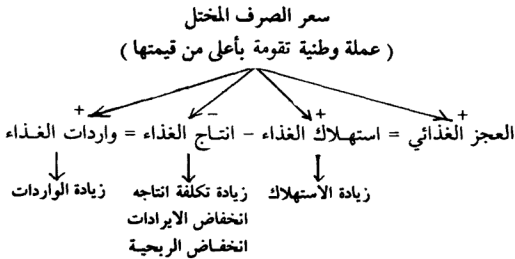 سعر الصرف المختل
( عملة وطنية تقومة بأعلى من قيمتها )
+ + − +
العجز الغذائي = استهلاك الغذاء − انتاج الغذاء = واردات الغذاء
زيادة الأستهلاك زيادة تكلفة انتاجه زيادة الواردات
انخفاض الايرادات
انخفاض الربحية